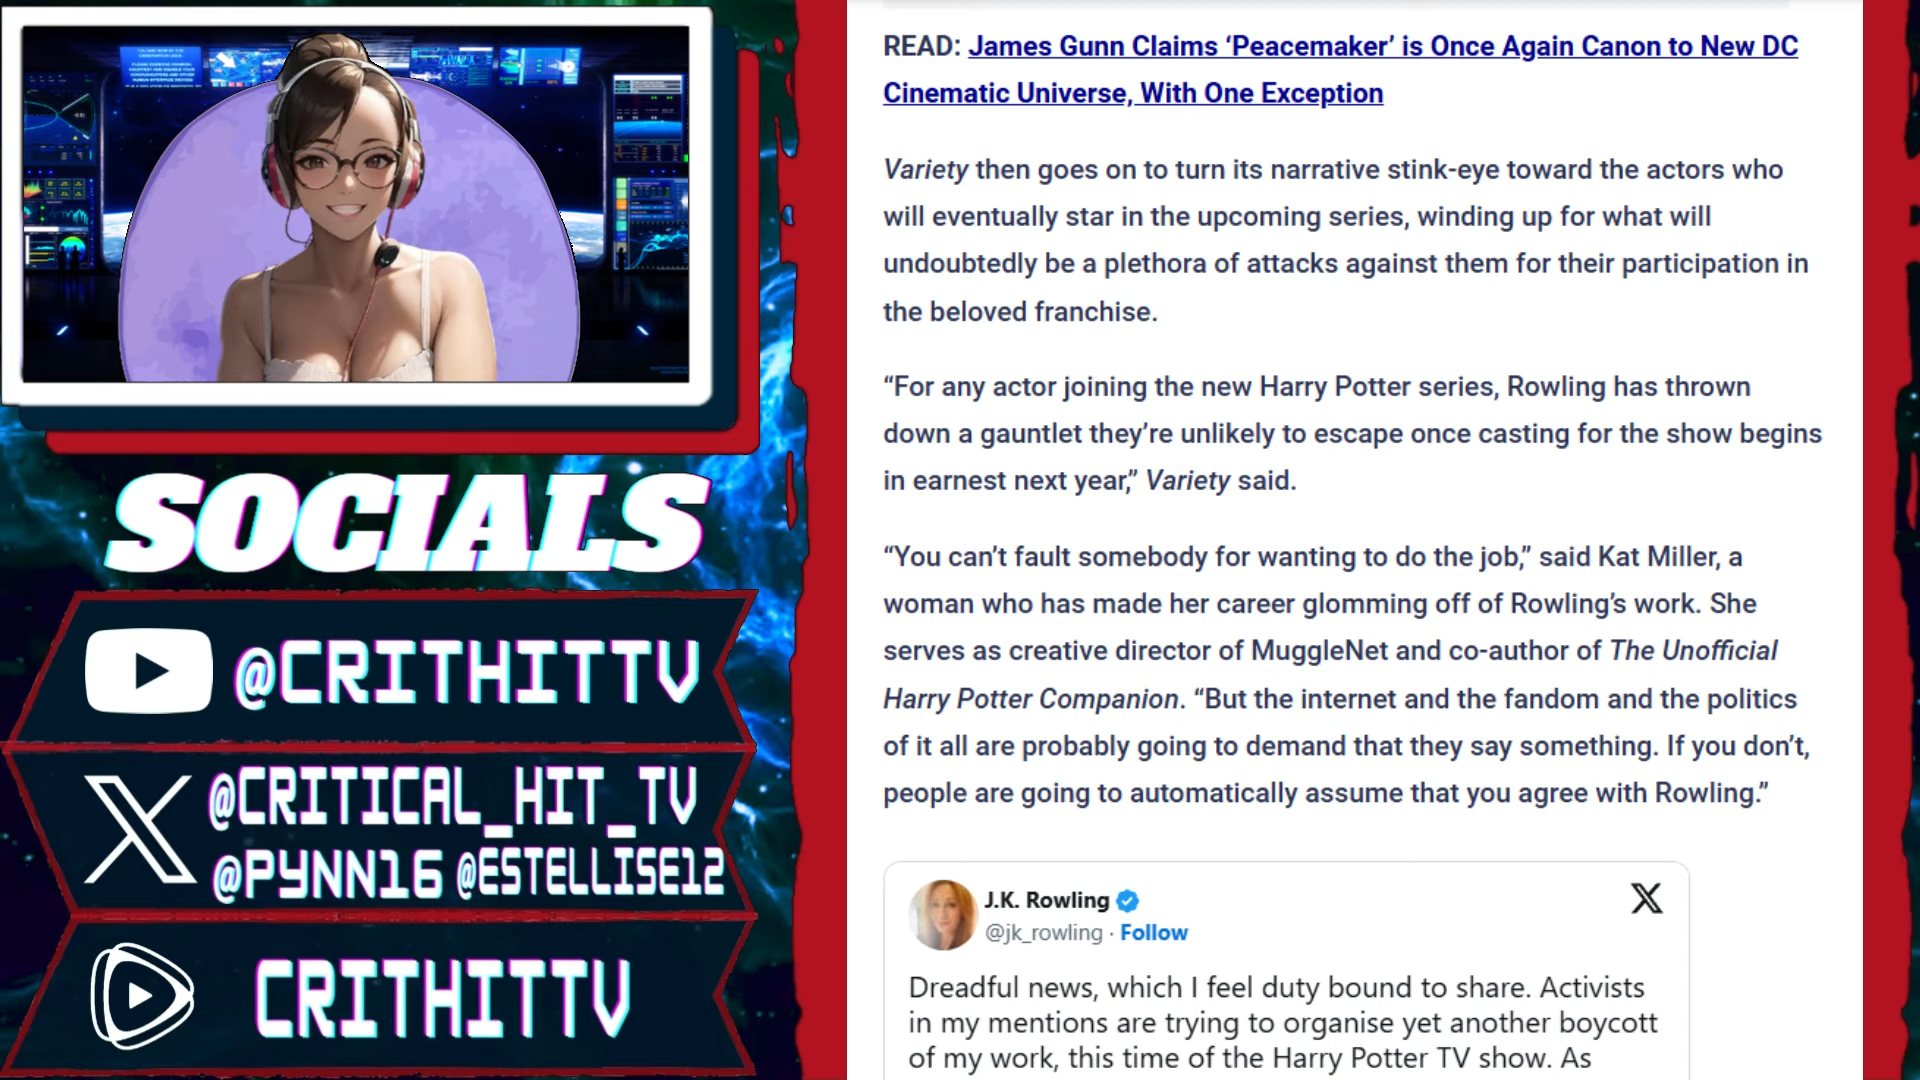 SOCIALS
@CRITHITTV
@CRITICAL_HIT_TV
@PYNN16 @ESTELLISE12
CRITHITTV
READ: James Gunn Claims ‘Peacemaker’ is Once Again Canon to New DC
Cinematic Universe, With One Exception
Variety then goes on to turn its narrative stink-eye toward the actors who
will eventually star in the upcoming series, winding up for what will
undoubtedly be a plethora of attacks against them for their participation in
the beloved franchise.
“For any actor joining the new Harry Potter series, Rowling has thrown
down a gauntlet they’re unlikely to escape once casting for the show begins
in earnest next year,” Variety said.
“You can’t fault somebody for wanting to do the job,” said Kat Miller, a
woman who has made her career glomming off of Rowling’s work. She
serves as creative director of MuggleNet and co-author of The Unofficial
Harry Potter Companion. “But the internet and the fandom and the politics
of it all are probably going to demand that they say something. If you don’t,
people are going to automatically assume that you agree with Rowling.”
J.K. Rowling
@jk_rowling · Follow
Dreadful news, which I feel duty bound to share. Activists
in my mentions are trying to organise yet another boycott
of my work, this time of the Harry Potter TV show. As